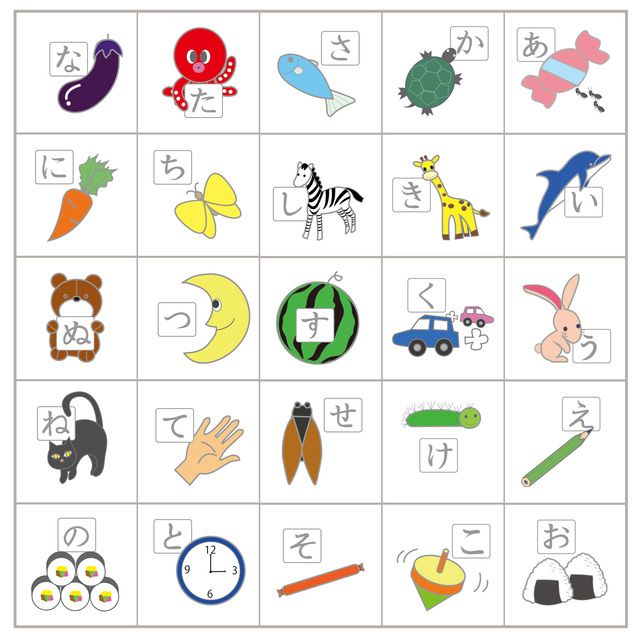 あ
い
う
え
お
か
き
く
け
こ
さ
し
す
せ
そ
た
ち
つ
て
と
12
9
3
6
な
に
ぬ
ね
の